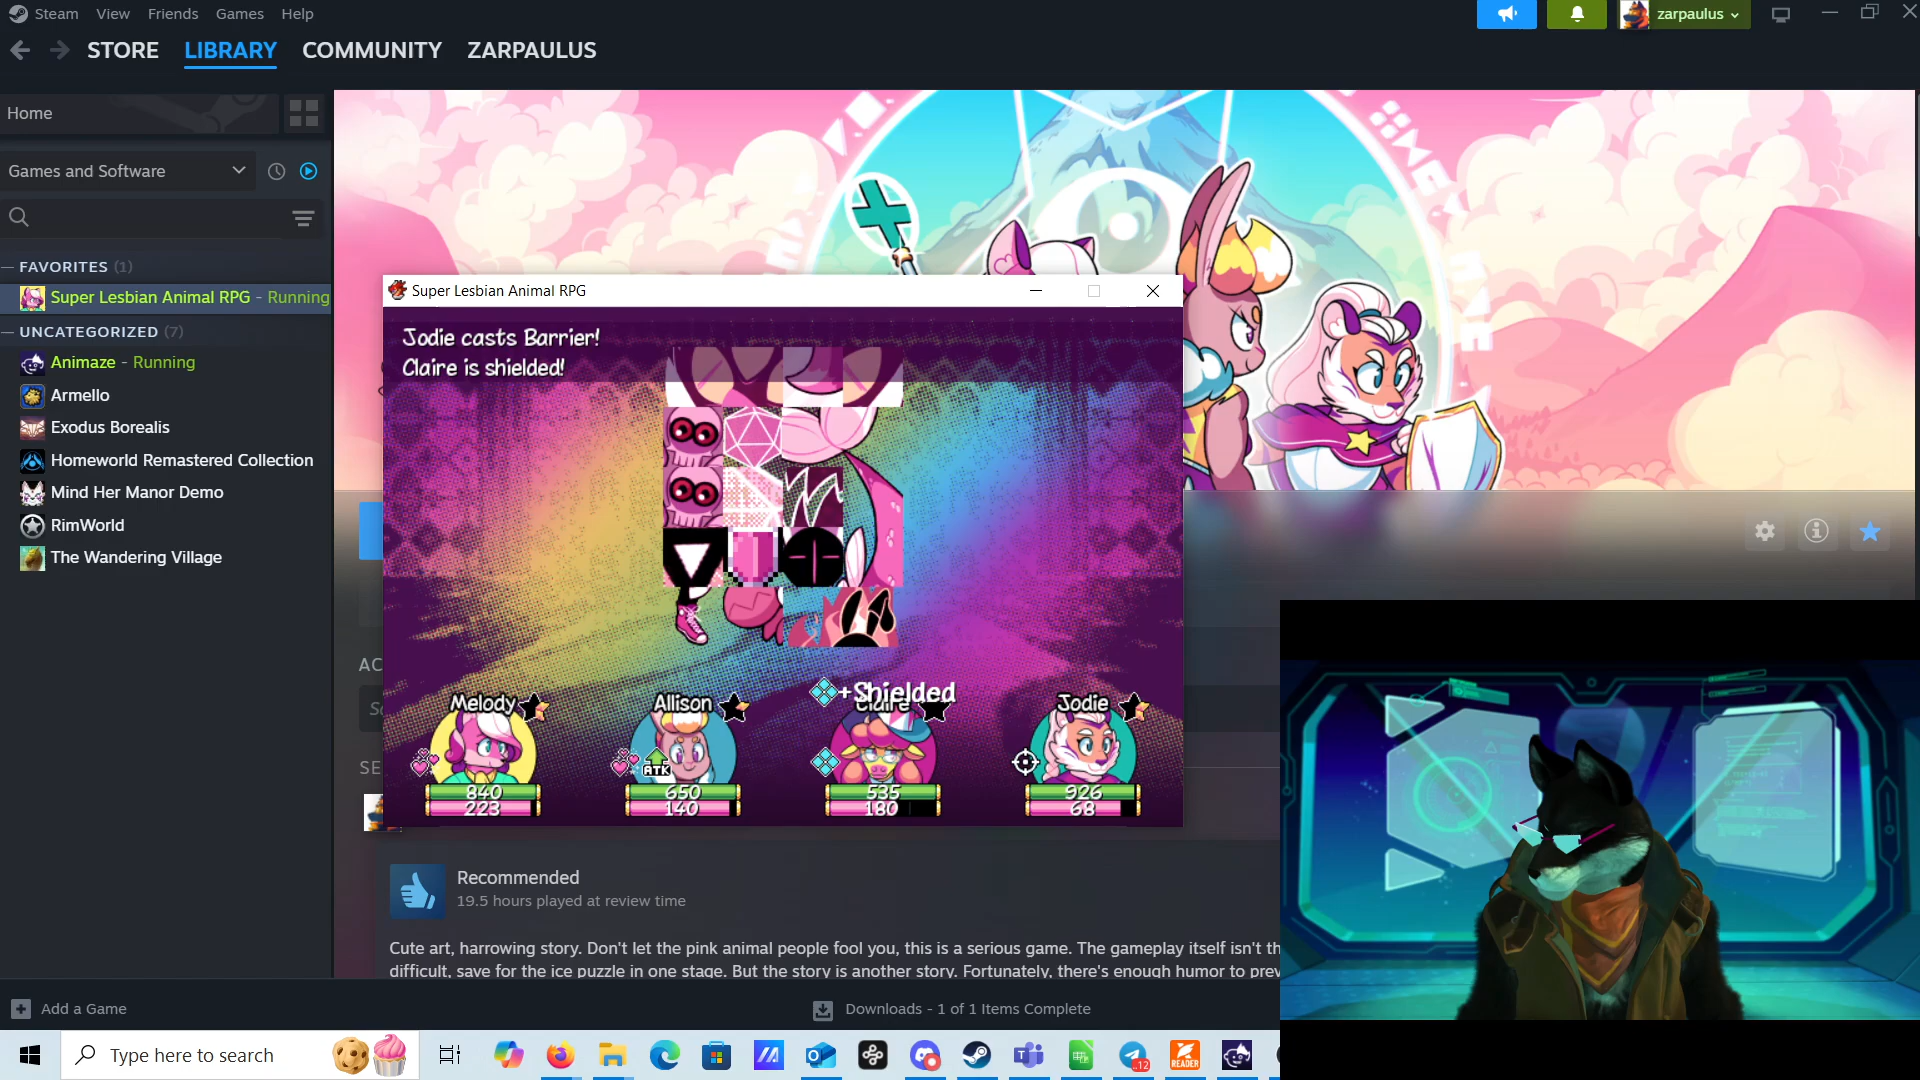 Steam View Friends Games Help
zarpaulus
STORE LIBRARY COMMUNITY ZARPAULUS
Home
Games and Software
FAVORITES (1)
Super Lesbian Animal RPG - Running
UNCATEGORIZED (7)
Animaze - Running
Armello
Exodus Borealis
Homeworld Remastered Collection
Mind Her Manor Demo
RimWorld
The Wandering Village
Super Lesbian Animal RPG
Jodie casts Barrier!
Claire is shielded!
+Shielded
Melody
Allison
Claire
Jodie
ATK
840
223
650
140
535
180
926
68
AC
SE
Recommended
19.5 hours played at review time
Cute art, harrowing story. Don't let the pink animal people fool you, this is a serious game. The gameplay itself isn't th
difficult, save for the ice puzzle in one stage. But the story is another story. Fortunately, there's enough humor to prev
Add a Game
Downloads - 1 of 1 Items Complete
Type here to search
12
READER